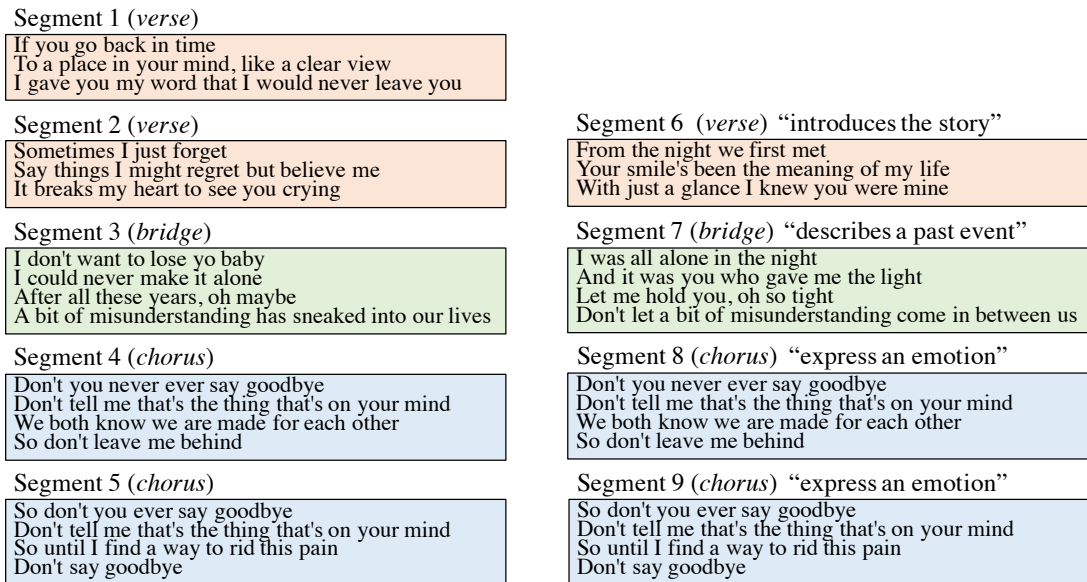 Segment 1 (verse)
If you go back in time
To a place in your mind, like a clear view
I gave you my word that I would never leave you
Segment 2 (verse)
Sometimes I just forget
Say things I might regret but believe me
It breaks my heart to see you crying
Segment 3 (bridge)
I don't want to lose yo baby
I could never make it alone
After all these years, oh maybe
A bit of misunderstanding has sneaked into our lives
Segment 4 (chorus)
Don't you never ever say goodbye
Don't tell me that's the thing that's on your mind
We both know we are made for each other
So don't leave me behind
Segment 5 (chorus)
So don't you ever say goodbye
Don't tell me that's the thing that's on your mind
So until I find a way to rid this pain
Don't say goodbye
Segment 6 (verse) “introduces the story”
From the night we first met
Your smile's been the meaning of my life
With just a glance I knew you were mine
Segment 7 (bridge) “describes a past event”
I was all alone in the night
And it was you who gave me the light
Let me hold you, oh so tight
Don't let a bit of misunderstanding come in between us
Segment 8 (chorus) “express an emotion”
Don't you never ever say goodbye
Don't tell me that's the thing that's on your mind
We both know we are made for each other
So don't leave me behind
Segment 9 (chorus) “express an emotion”
So don't you ever say goodbye
Don't tell me that's the thing that's on your mind
So until I find a way to rid this pain
Don't say goodbye